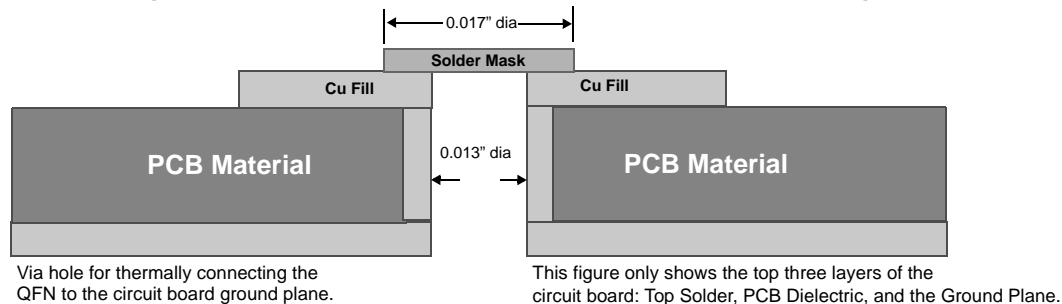 0.017” dia
Solder Mask
Cu Fill
Cu Fill
PCB Material
0.013” dia
PCB Material
Via hole for thermally connecting the
QFN to the circuit board ground plane.
This figure only shows the top three layers of the
circuit board: Top Solder, PCB Dielectric, and the Ground Plane.